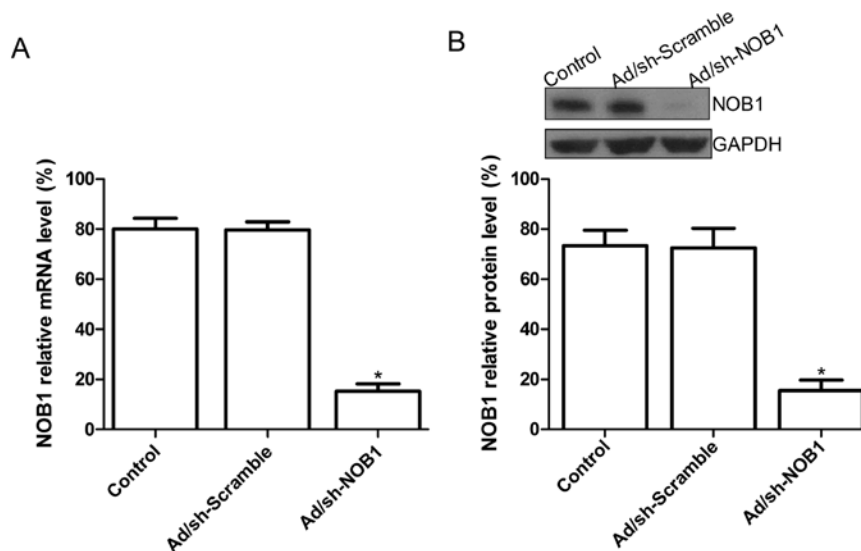 A
NOB1 relative mRNA level (%)
100
80
60
40
20
0
*
Control
Ad/sh-Scramble
Ad/sh-NOB1
B
Control
Ad/sh-Scramble
Ad/sh-NOB1
NOB1
GAPDH
NOB1 relative protein level (%)
100
80
60
40
20
0
*
Control
Ad/sh-Scramble
Ad/sh-NOB1